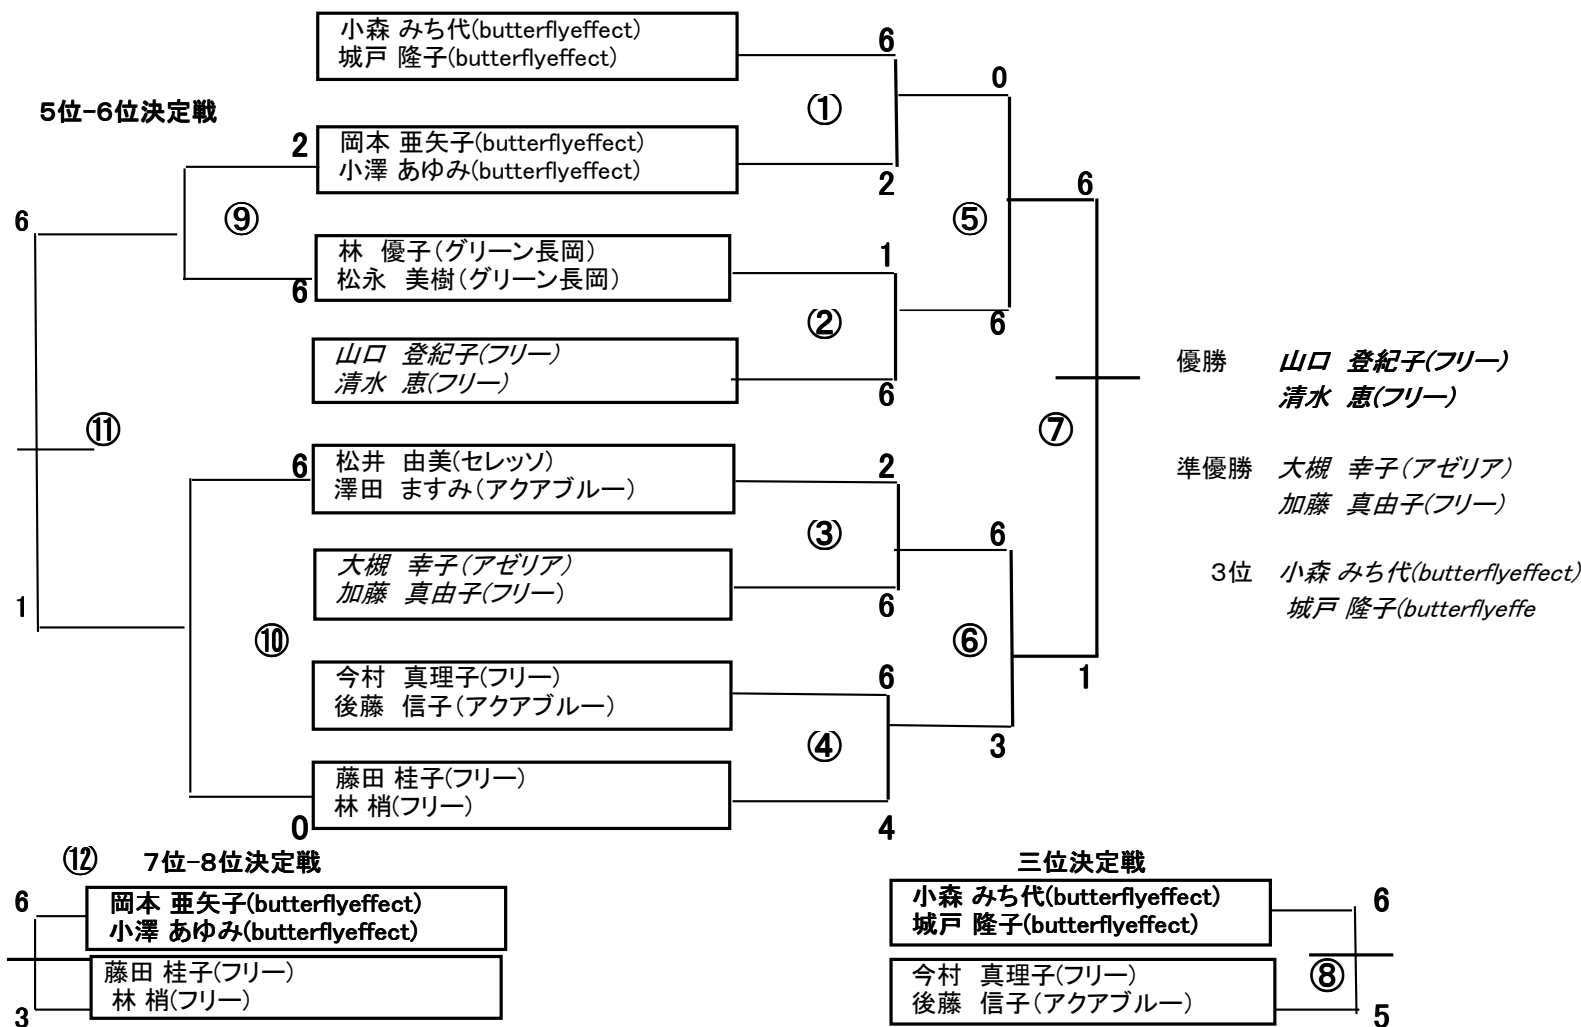 小森 みち代(butterflyeffect)
城戸 隆子(butterflyeffect)
6
0
5位-6位決定戦
①
2
岡本 亜矢子(butterflyeffect)
小澤 あゆみ(butterflyeffect)
2
6
6
⑨
⑤
林 優子(グリーン長岡)
松永 美樹(グリーン長岡)
1
6
②
6
山口 登紀子(フリー)
清水 恵(フリー)
6
優勝 山口 登紀子(フリー)
清水 恵(フリー)
⑪
⑦
6
松井 由美(セレッソ)
澤田 ますみ(アクアブルー)
2
準優勝 大槻 幸子(アゼリア)
加藤 真由子(フリー)
③
6
大槻 幸子(アゼリア)
加藤 真由子(フリー)
6
3位 小森 みち代(butterflyeffect)
城戸 隆子(butterflyeffe
1
⑩
⑥
今村 真理子(フリー)
後藤 信子(アクアブルー)
6
1
④
3
藤田 桂子(フリー)
林 梢(フリー)
0
4
⑫ 7位-8位決定戦
6
岡本 亜矢子(butterflyeffect)
小澤 あゆみ(butterflyeffect)
藤田 桂子(フリー)
林 梢(フリー)
3
三位決定戦
小森 みち代(butterflyeffect)
城戸 隆子(butterflyeffect)
6
今村 真理子(フリー)
後藤 信子(アクアブルー)
⑧
5